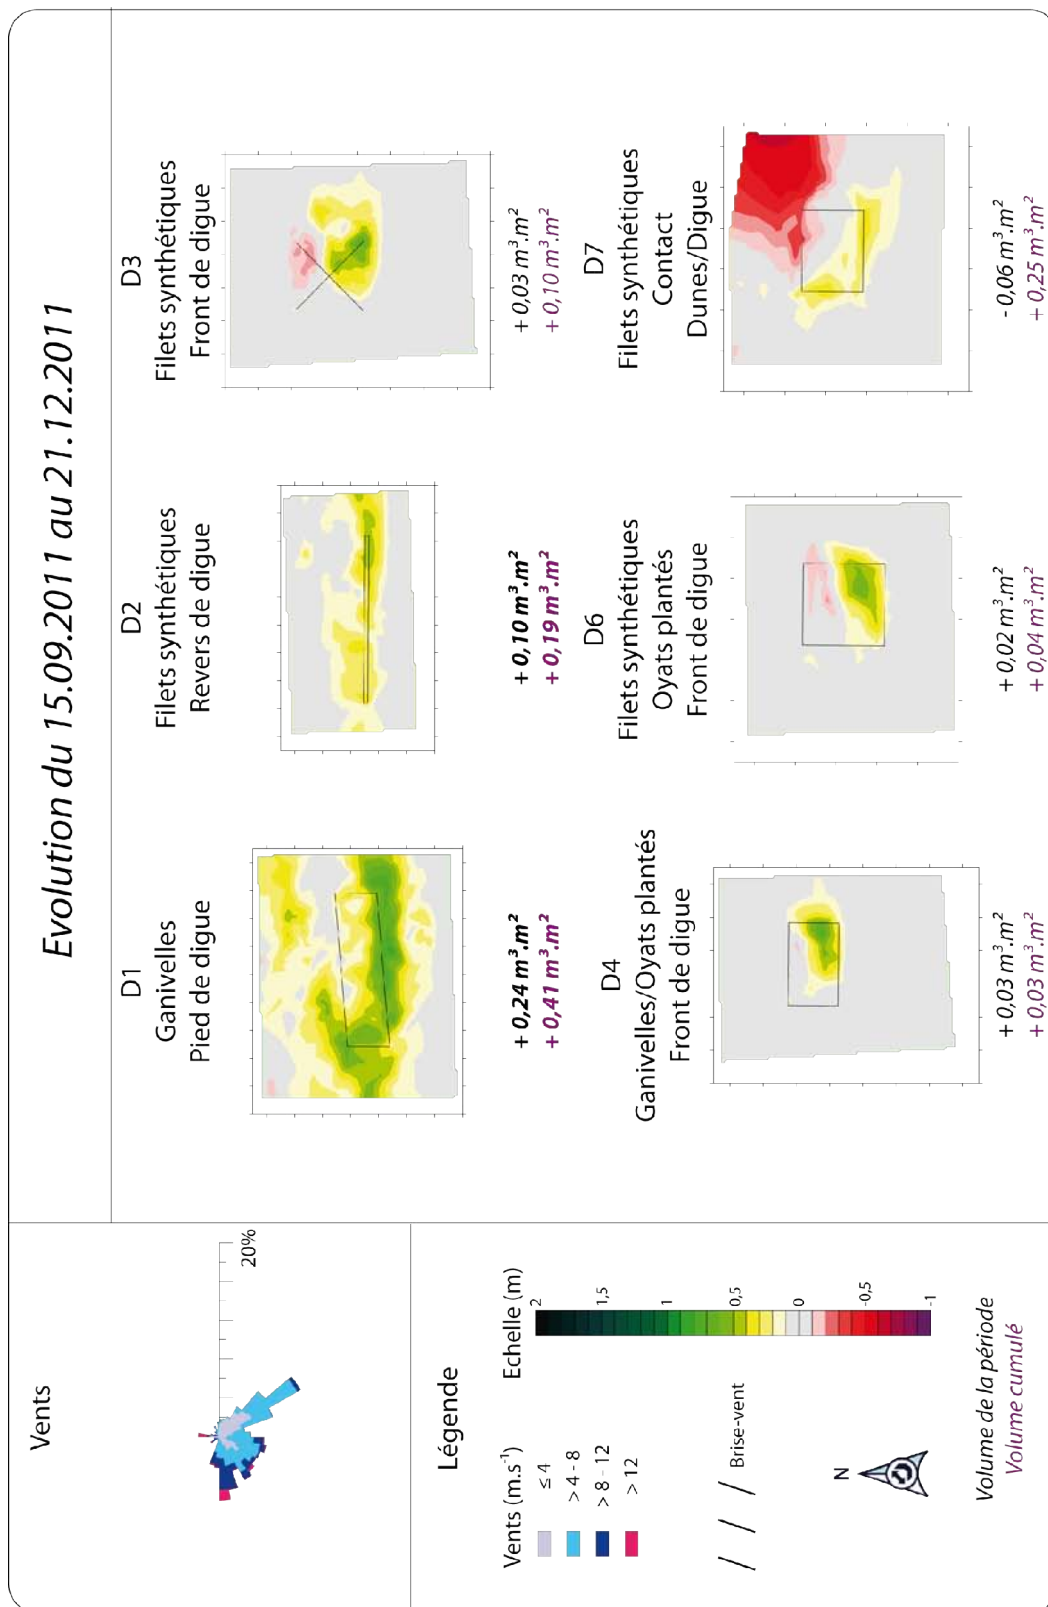 Evolution du 15.09.2011 au 21.12.2011
Vents
20%
D1
Ganivelles
Pied de digue
+ 0,24 m³.m²
+ 0,41 m³.m²
D2
Filets synthétiques
Revers de digue
+ 0,10 m³.m²
+ 0,19 m³.m²
D3
Filets synthétiques
Front de digue
+ 0,03 m³.m²
+ 0,10 m³.m²
D4
Ganivelles/Oyats plantés
Front de digue
+ 0,03 m³.m²
+ 0,03 m³.m²
D6
Filets synthétiques
Oyats plantés
Front de digue
+ 0,02 m³.m²
+ 0,04 m³.m²
D7
Filets synthétiques
Contact
Dunes/Digue
- 0,06 m³.m²
+ 0,25 m³.m²
Légende
Vents (m.s⁻¹)
≤ 4
> 4 - 8
> 8 - 12
> 12
Echelle (m)
2
1,5
1
0,5
0
-0,5
-1
Brise-vent
N
Volume de la période
Volume cumulé